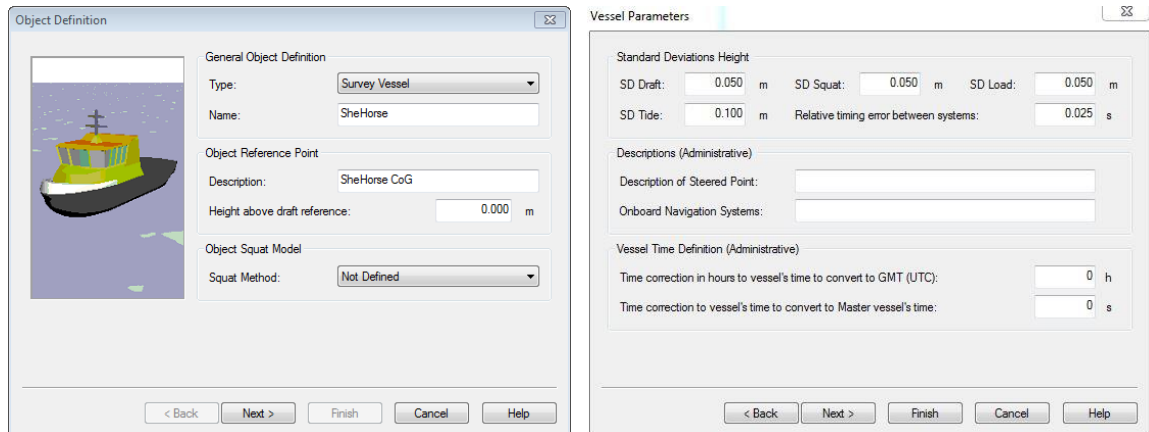 Object Definition
General Object Definition
Type: Survey Vessel
Name: SheHorse
Object Reference Point
Description: SheHorse CoG
Height above draft reference: 0.000 m
Object Squat Model
Squat Method: Not Defined
< Back Next > Finish Cancel Help
Vessel Parameters
Standard Deviations Height
SD Draft: 0.050 m SD Squat: 0.050 m SD Load: 0.050 m
SD Tide: 0.100 m Relative timing error between systems: 0.025 s
Descriptions (Administrative)
Description of Steered Point:
Onboard Navigation Systems:
Vessel Time Definition (Administrative)
Time correction in hours to vessel's time to convert to GMT (UTC): 0 h
Time correction to vessel's time to convert to Master vessel's time: 0 s
< Back Next > Finish Cancel Help